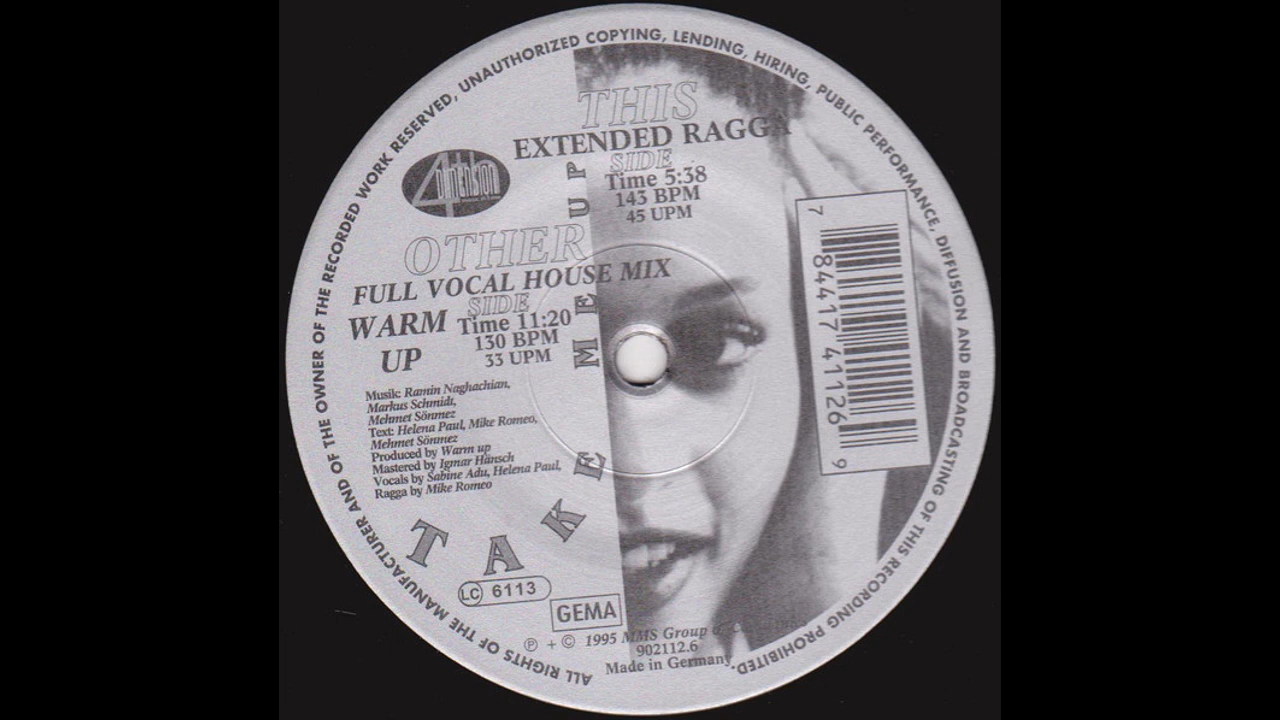 ALL RIGHTS OF THE MANUFACTURER AND OF THE OWNER OF THE RECORDED WORK RESERVED, UNAUTHORIZED COPYING, LENDING, HIRING, PUBLIC PERFORMANCE, DIFFUSION AND BROADCASTING OF THIS RECORDING PROHIBITED.
THIS
EXTENDED RAGGA
SIDE
Time 5:38
143 BPM
45 UPM
4th dimension
OTHER
FULL VOCAL HOUSE MIX
SIDE
Time 11:20
130 BPM
33 UPM
WARM
UP
Musik: Ramin Naghachian,
Markus Schmidt,
Mehmet Sönmez
Text: Helena Paul, Mike Romeo,
Mehmet Sönmez
Produced by Warm up
Mastered by Igmar Hänsch
Vocals by Sabine Adu, Helena Paul,
Ragga by Mike Romeo
TAKE ME UP
LC 6113
GEMA
7 84417 41126 9
℗ + © 1995 MMS Group
902112.6
Made in Germany